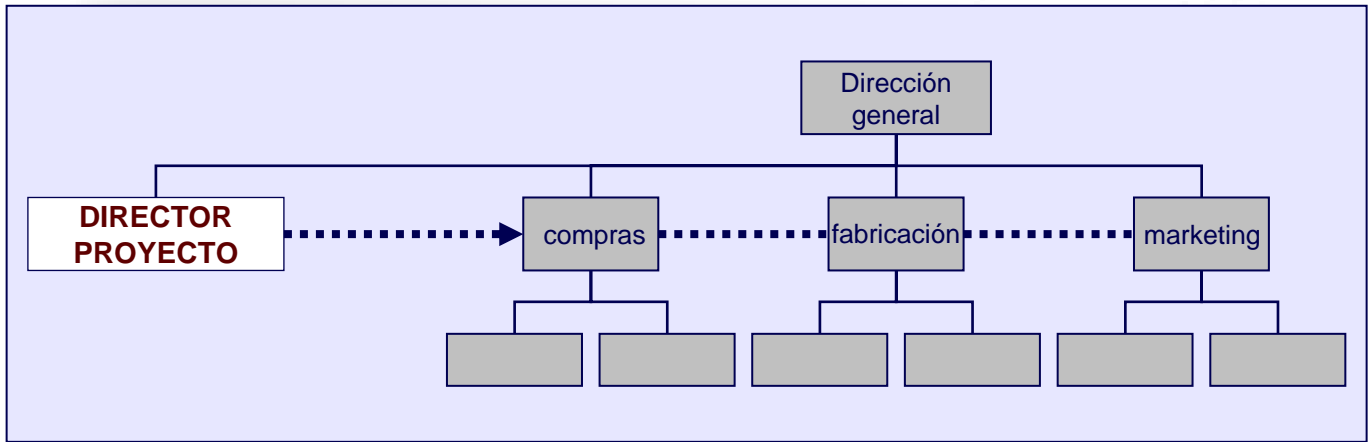 Dirección
general
DIRECTOR
PROYECTO
compras
fabricación
marketing